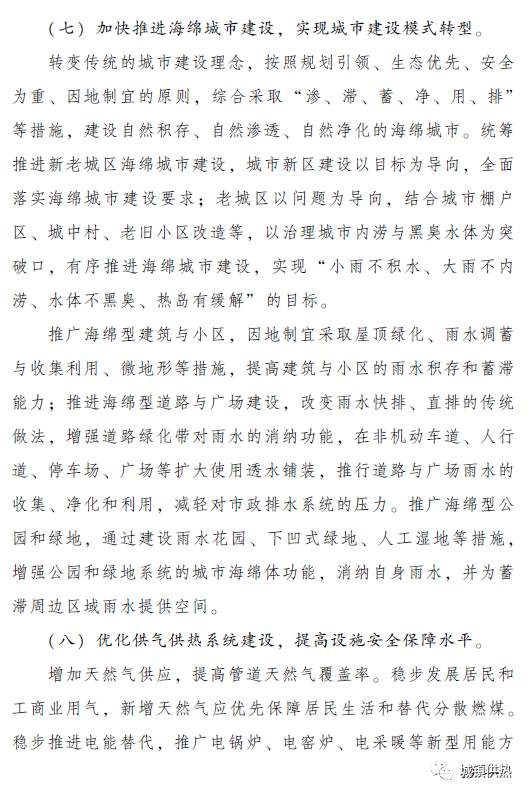 （七）加快推进海绵城市建设，实现城市建设模式转型。
转变传统的城市建设理念，按照规划引领、生态优先、安全
为重、因地制宜的原则，综合采取“渗、滞、蓄、净、用、排”
等措施，建设自然积存、自然渗透、自然净化的海绵城市。统筹
推进新老城区海绵城市建设，城市新区建设以目标为导向，全面
落实海绵城市建设要求；老城区以问题为导向，结合城市棚户
区、城中村、老旧小区改造等，以治理城市内涝与黑臭水体为突
破口，有序推进海绵城市建设，实现“小雨不积水、大雨不内
涝、水体不黑臭、热岛有缓解”的目标。
推广海绵型建筑与小区，因地制宜采取屋顶绿化、雨水调蓄
与收集利用、微地形等措施，提高建筑与小区的雨水积存和蓄滞
能力；推进海绵型道路与广场建设，改变雨水快排、直排的传统
做法，增强道路绿化带对雨水的消纳功能，在非机动车道、人行
道、停车场、广场等扩大使用透水铺装，推行道路与广场雨水的
收集、净化和利用，减轻对市政排水系统的压力。推广海绵型公
园和绿地，通过建设雨水花园、下凹式绿地、人工湿地等措施，
增强公园和绿地系统的城市海绵体功能，消纳自身雨水，并为蓄
滞周边区域雨水提供空间。
（八）优化供气供热系统建设，提高设施安全保障水平。
增加天然气供应，提高管道天然气覆盖率。稳步发展居民和
工商业用气，新增天然气应优先保障居民生活和替代分散燃煤。
稳步推进电能替代，推广电锅炉、电窑炉、电采暖等新型用能方
城镇供热